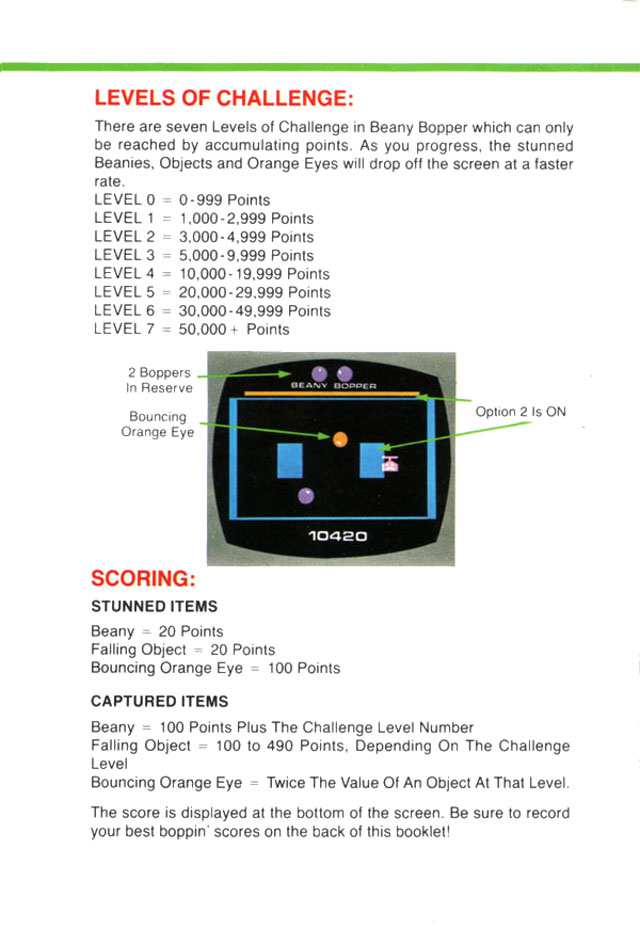 LEVELS OF CHALLENGE:
There are seven Levels of Challenge in Beany Bopper which can only
be reached by accumulating points. As you progress, the stunned
Beanies, Objects and Orange Eyes will drop off the screen at a faster
rate.
LEVEL 0 = 0-999 Points
LEVEL 1 = 1,000-2,999 Points
LEVEL 2 = 3,000-4,999 Points
LEVEL 3 = 5,000-9,999 Points
LEVEL 4 = 10,000-19,999 Points
LEVEL 5 = 20,000-29,999 Points
LEVEL 6 = 30,000-49,999 Points
LEVEL 7 = 50,000 + Points
2 Boppers
In Reserve
BEANY BOPPER
Option 2 Is ON
Bouncing
Orange Eye
10420
SCORING:
STUNNED ITEMS
Beany = 20 Points
Falling Object = 20 Points
Bouncing Orange Eye = 100 Points
CAPTURED ITEMS
Beany = 100 Points Plus The Challenge Level Number
Falling Object = 100 to 490 Points, Depending On The Challenge
Level
Bouncing Orange Eye = Twice The Value Of An Object At That Level.
The score is displayed at the bottom of the screen. Be sure to record
your best boppin' scores on the back of this booklet!